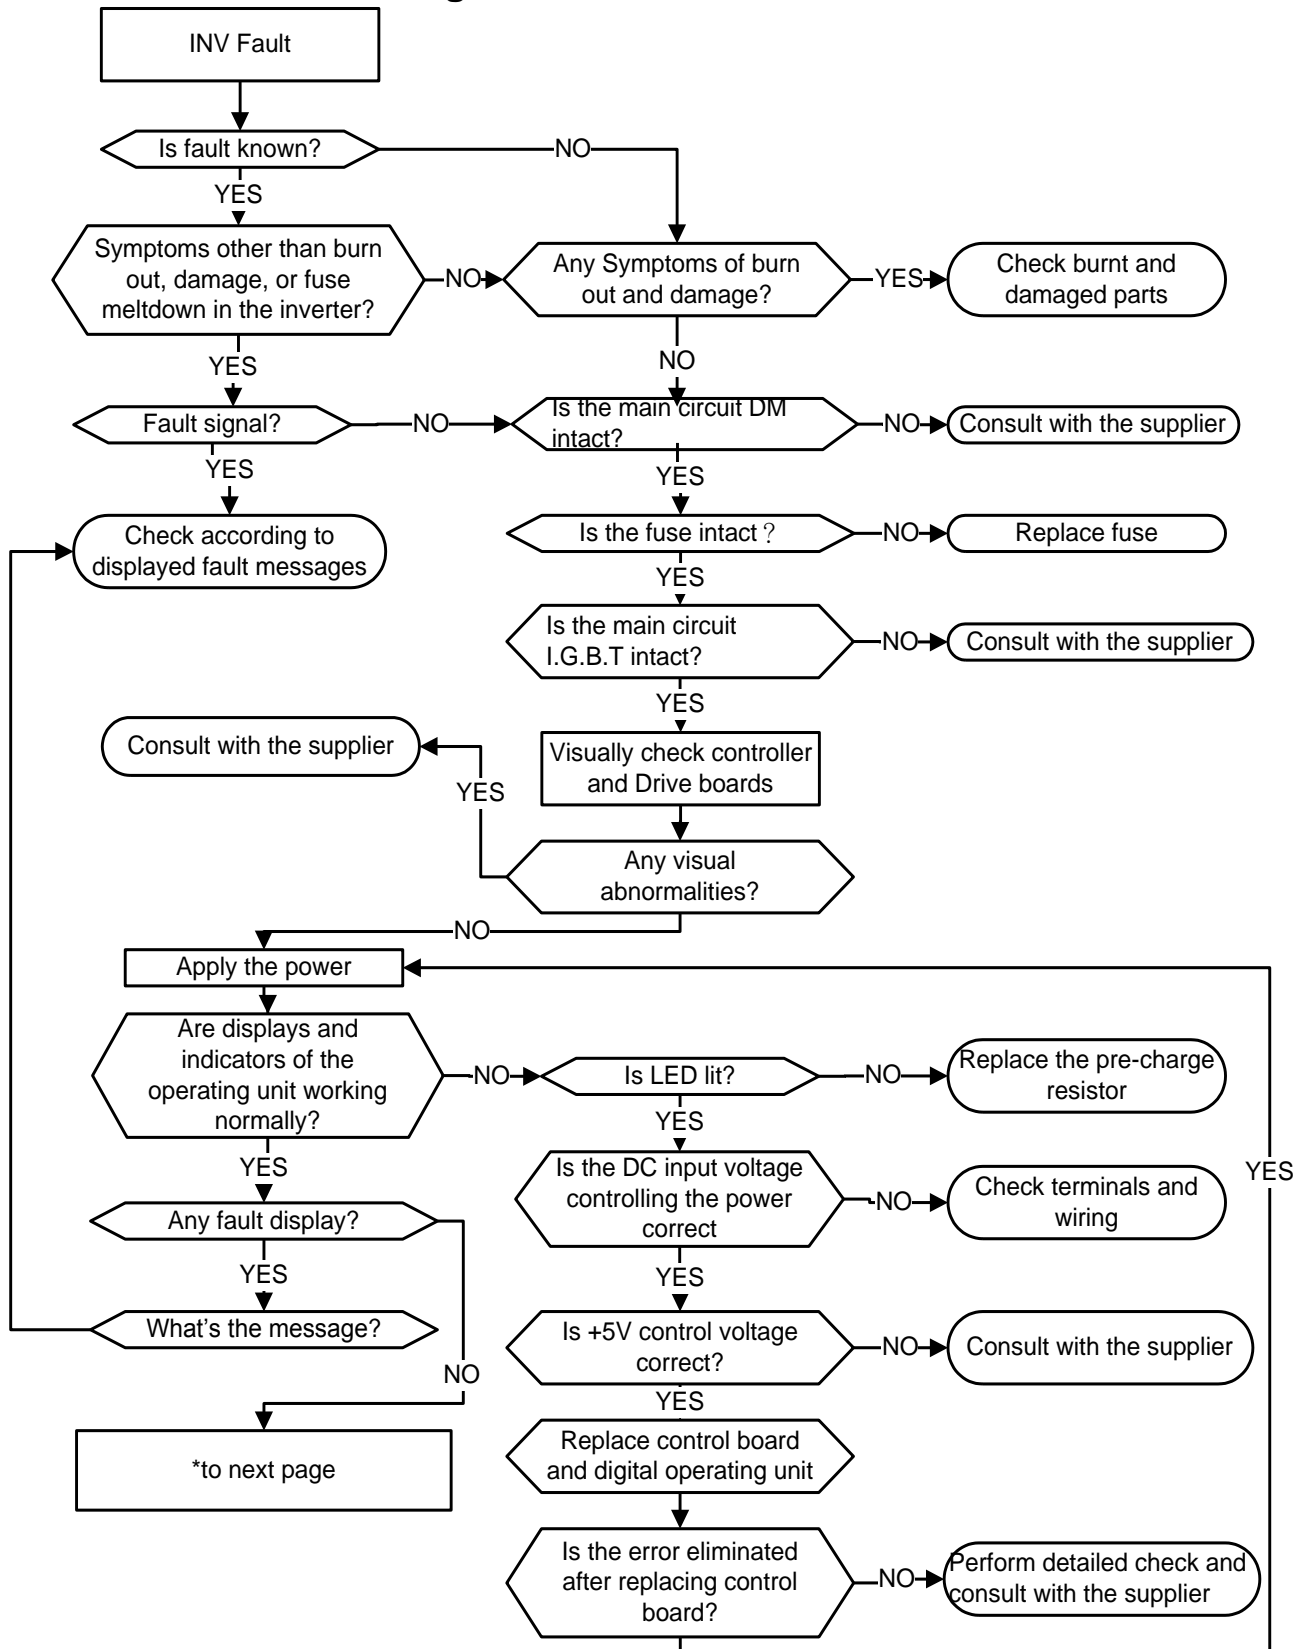 INV Fault
Is fault known?
NO
YES
Symptoms other than burn
out, damage, or fuse
meltdown in the inverter?
NO
Any Symptoms of burn
out and damage?
YES
Check burnt and
damaged parts
YES
NO
Fault signal?
NO
Is the main circuit DM
intact?
NO
Consult with the supplier
YES
YES
Check according to
displayed fault messages
Is the fuse intact？
NO
Replace fuse
YES
Is the main circuit
I.G.B.T intact?
NO
Consult with the supplier
YES
Consult with the supplier
Visually check controller
and Drive boards
YES
Any visual
abnormalities?
NO
Apply the power
Are displays and
indicators of the
operating unit working
normally?
NO
Is LED lit?
NO
Replace the pre-charge
resistor
YES
YES
Is the DC input voltage
controlling the power
correct
NO
Check terminals and
wiring
YES
Any fault display?
YES
YES
What's the message?
Is +5V control voltage
correct?
NO
Consult with the supplier
NO
YES
*to next page
Replace control board
and digital operating unit
Is the error eliminated
after replacing control
board?
NO
Perform detailed check and
consult with the supplier